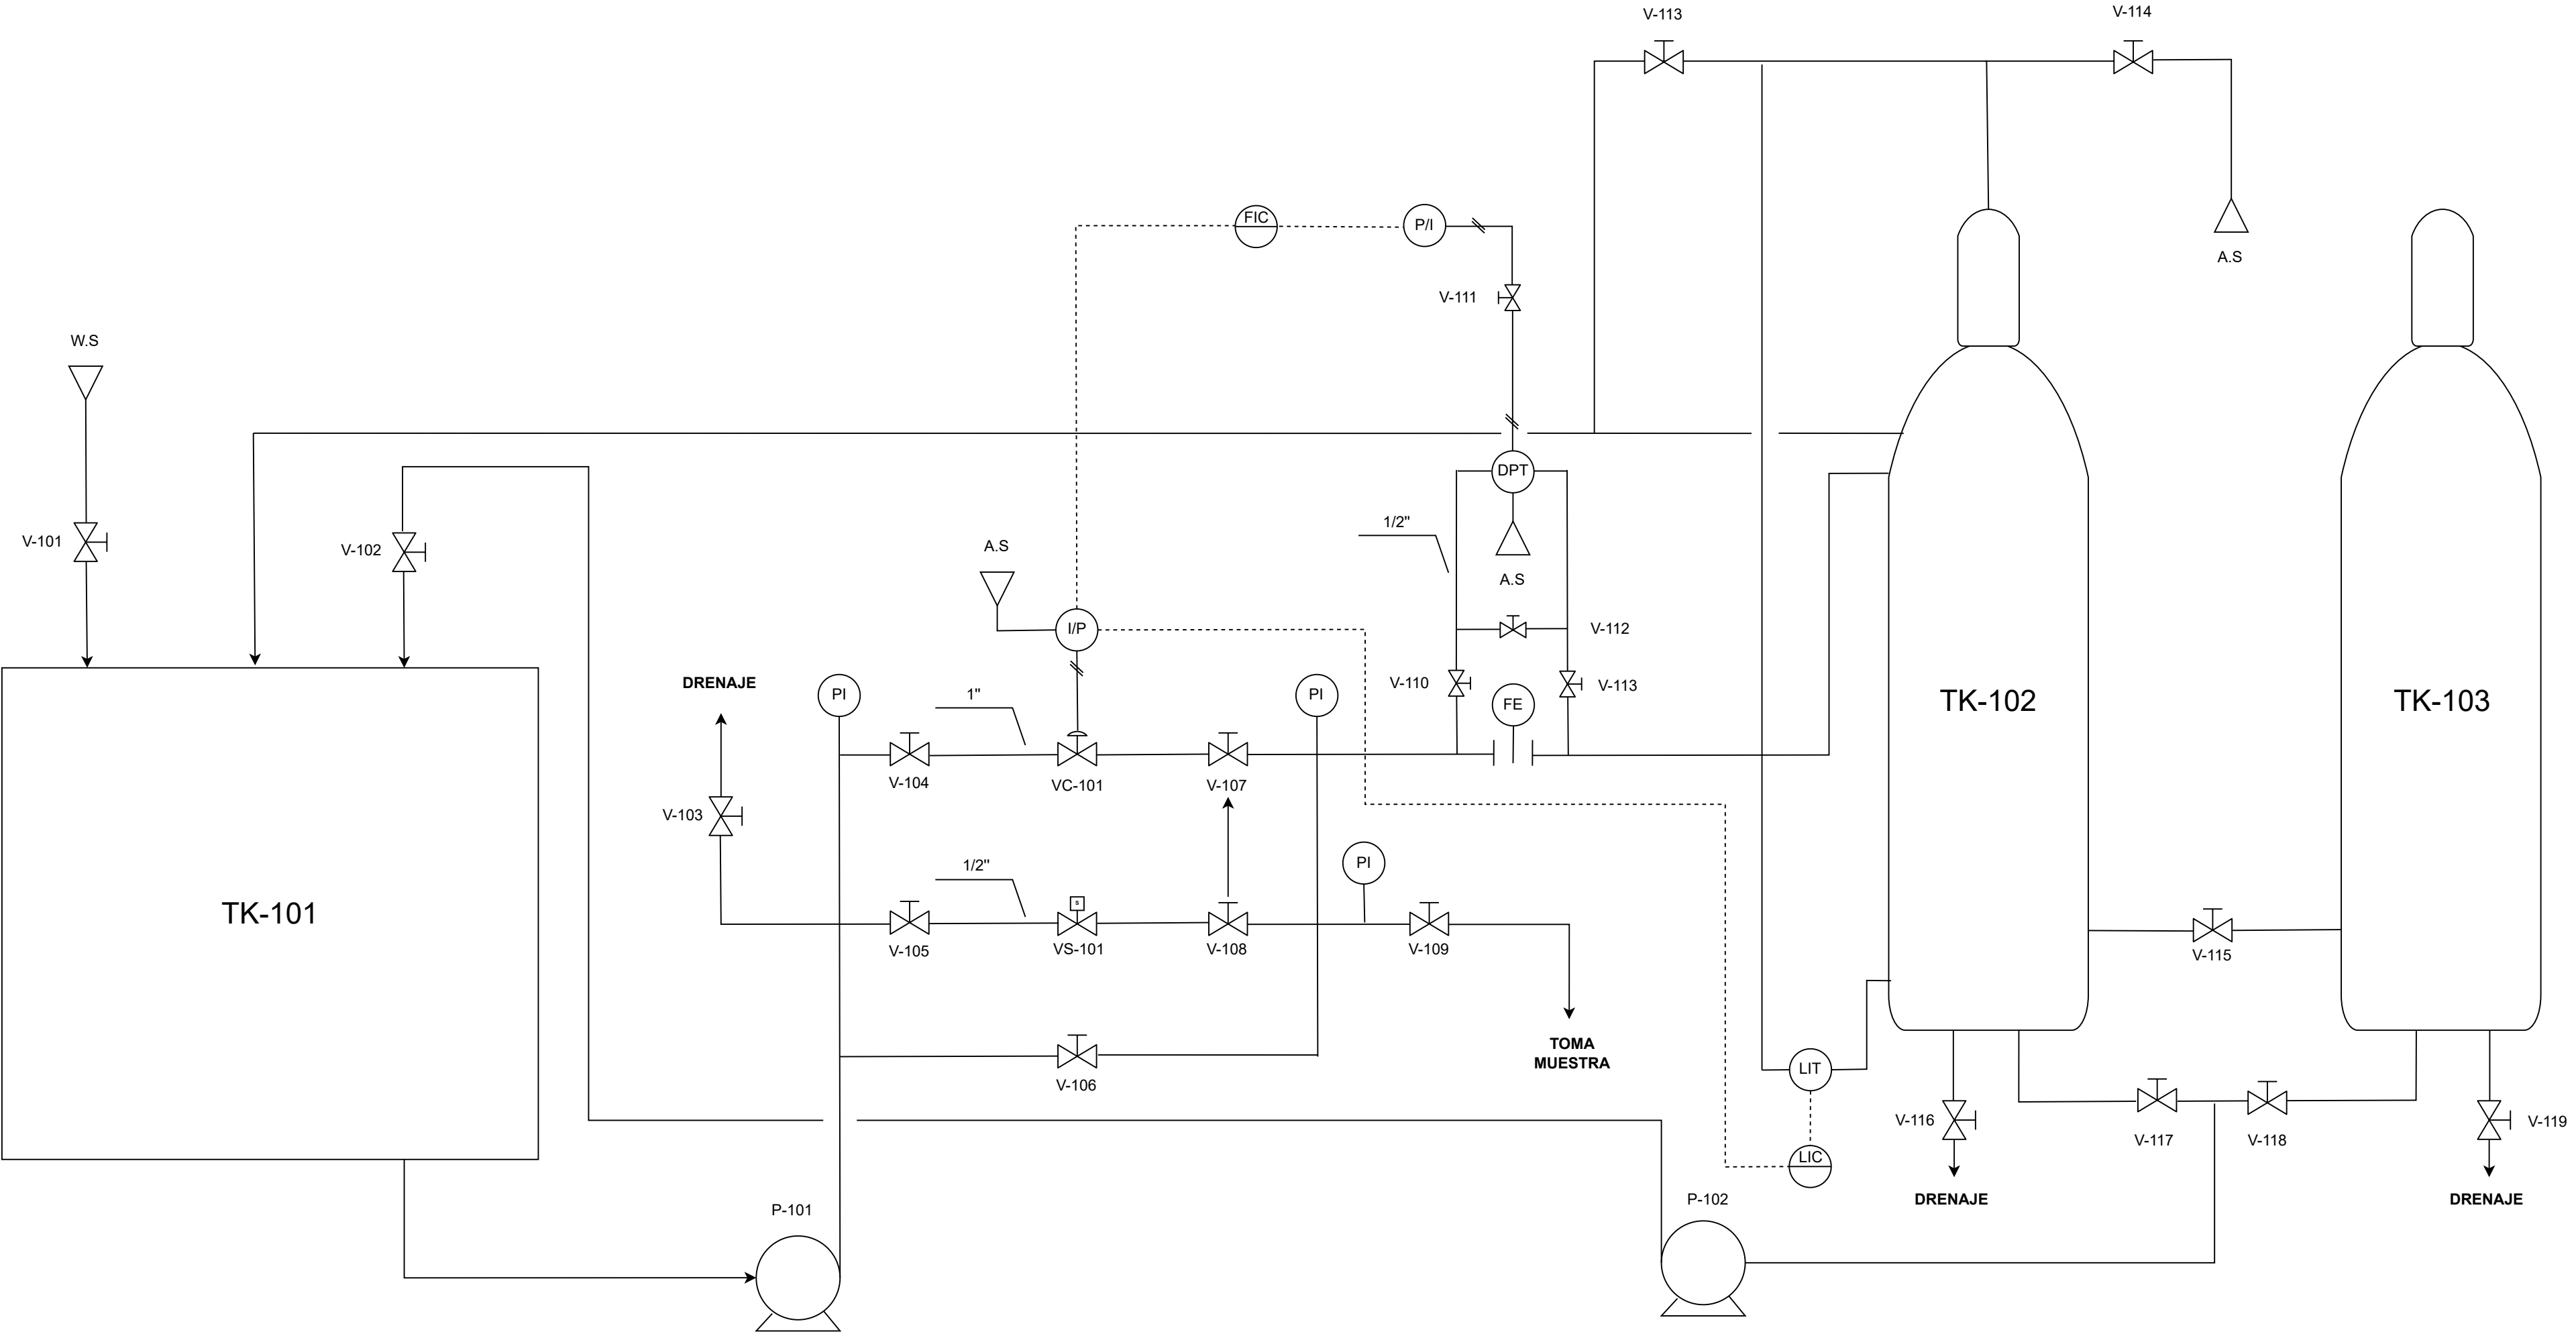 V-113
V-114
FIC
P/I
A.S
V-111
W.S
DPT
1/2"
V-101
V-102
A.S
A.S
I/P
V-112
DRENAJE
PI
1"
PI
V-110
V-113
FE
TK-102
TK-103
V-104
VC-101
V-107
V-103
1/2"
PI
S
TK-101
V-105
VS-101
V-108
V-109
V-115
TOMA
MUESTRA
V-106
LIT
V-116
V-117
V-118
V-119
LIC
DRENAJE
DRENAJE
P-101
P-102